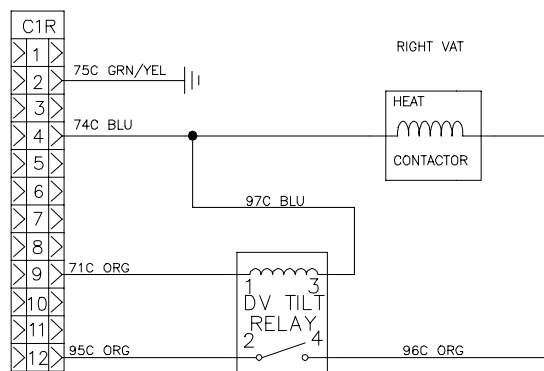 C1R
RIGHT VAT
1
75C GRN/YEL
2
HEAT
3
74C BLU
4
CONTACTOR
5
6
97C BLU
7
8
71C ORG
9
1 3
DV TILT
10
RELAY
11
2 4
95C ORG
96C ORG
12